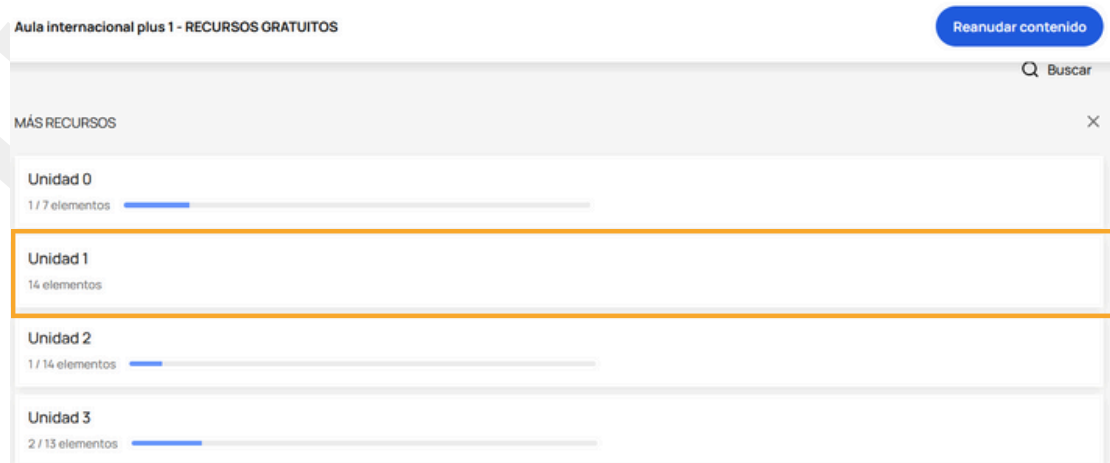 Aula internacional plus 1 - RECURSOS GRATUITOS
Reanudar contenido
Buscar
MÁS RECURSOS
Unidad 0
1 / 7 elementos
Unidad 1
14 elementos
Unidad 2
1 / 14 elementos
Unidad 3
2 / 13 elementos